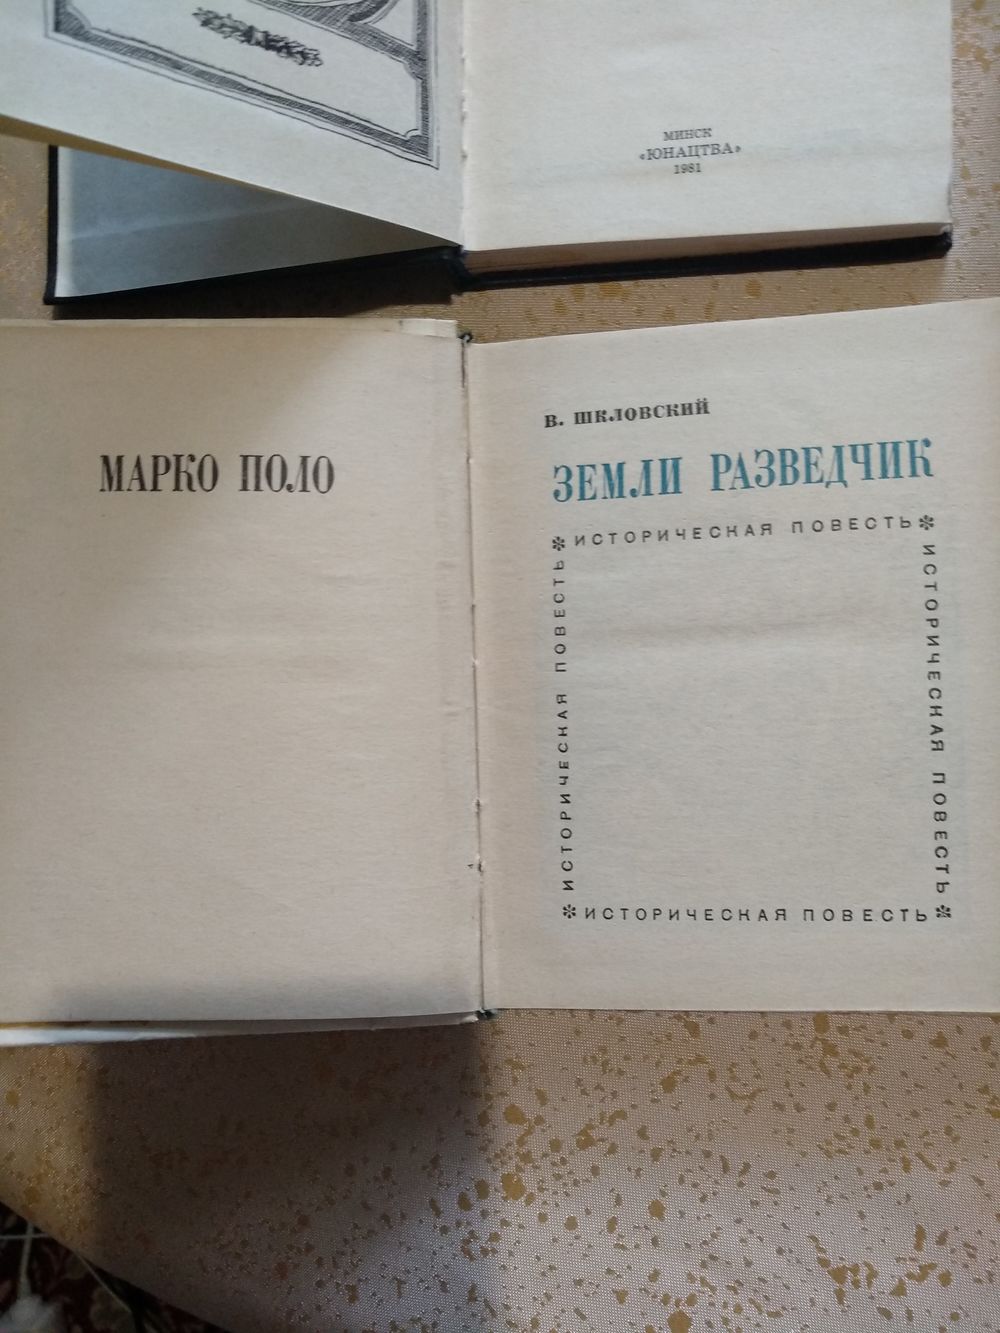 МИНСК
«ЮНАЦТВА»
1981
МАРКО ПОЛО
В. ШКЛОВСКИЙ
ЗЕМЛИ РАЗВЕДЧИК
ИСТОРИЧЕСКАЯ ПОВЕСТЬ
ИСТОРИЧЕСКАЯ ПОВЕСТЬ
ИСТОРИЧЕСКАЯ ПОВЕСТЬ
ИСТОРИЧЕСКАЯ ПОВЕСТЬ